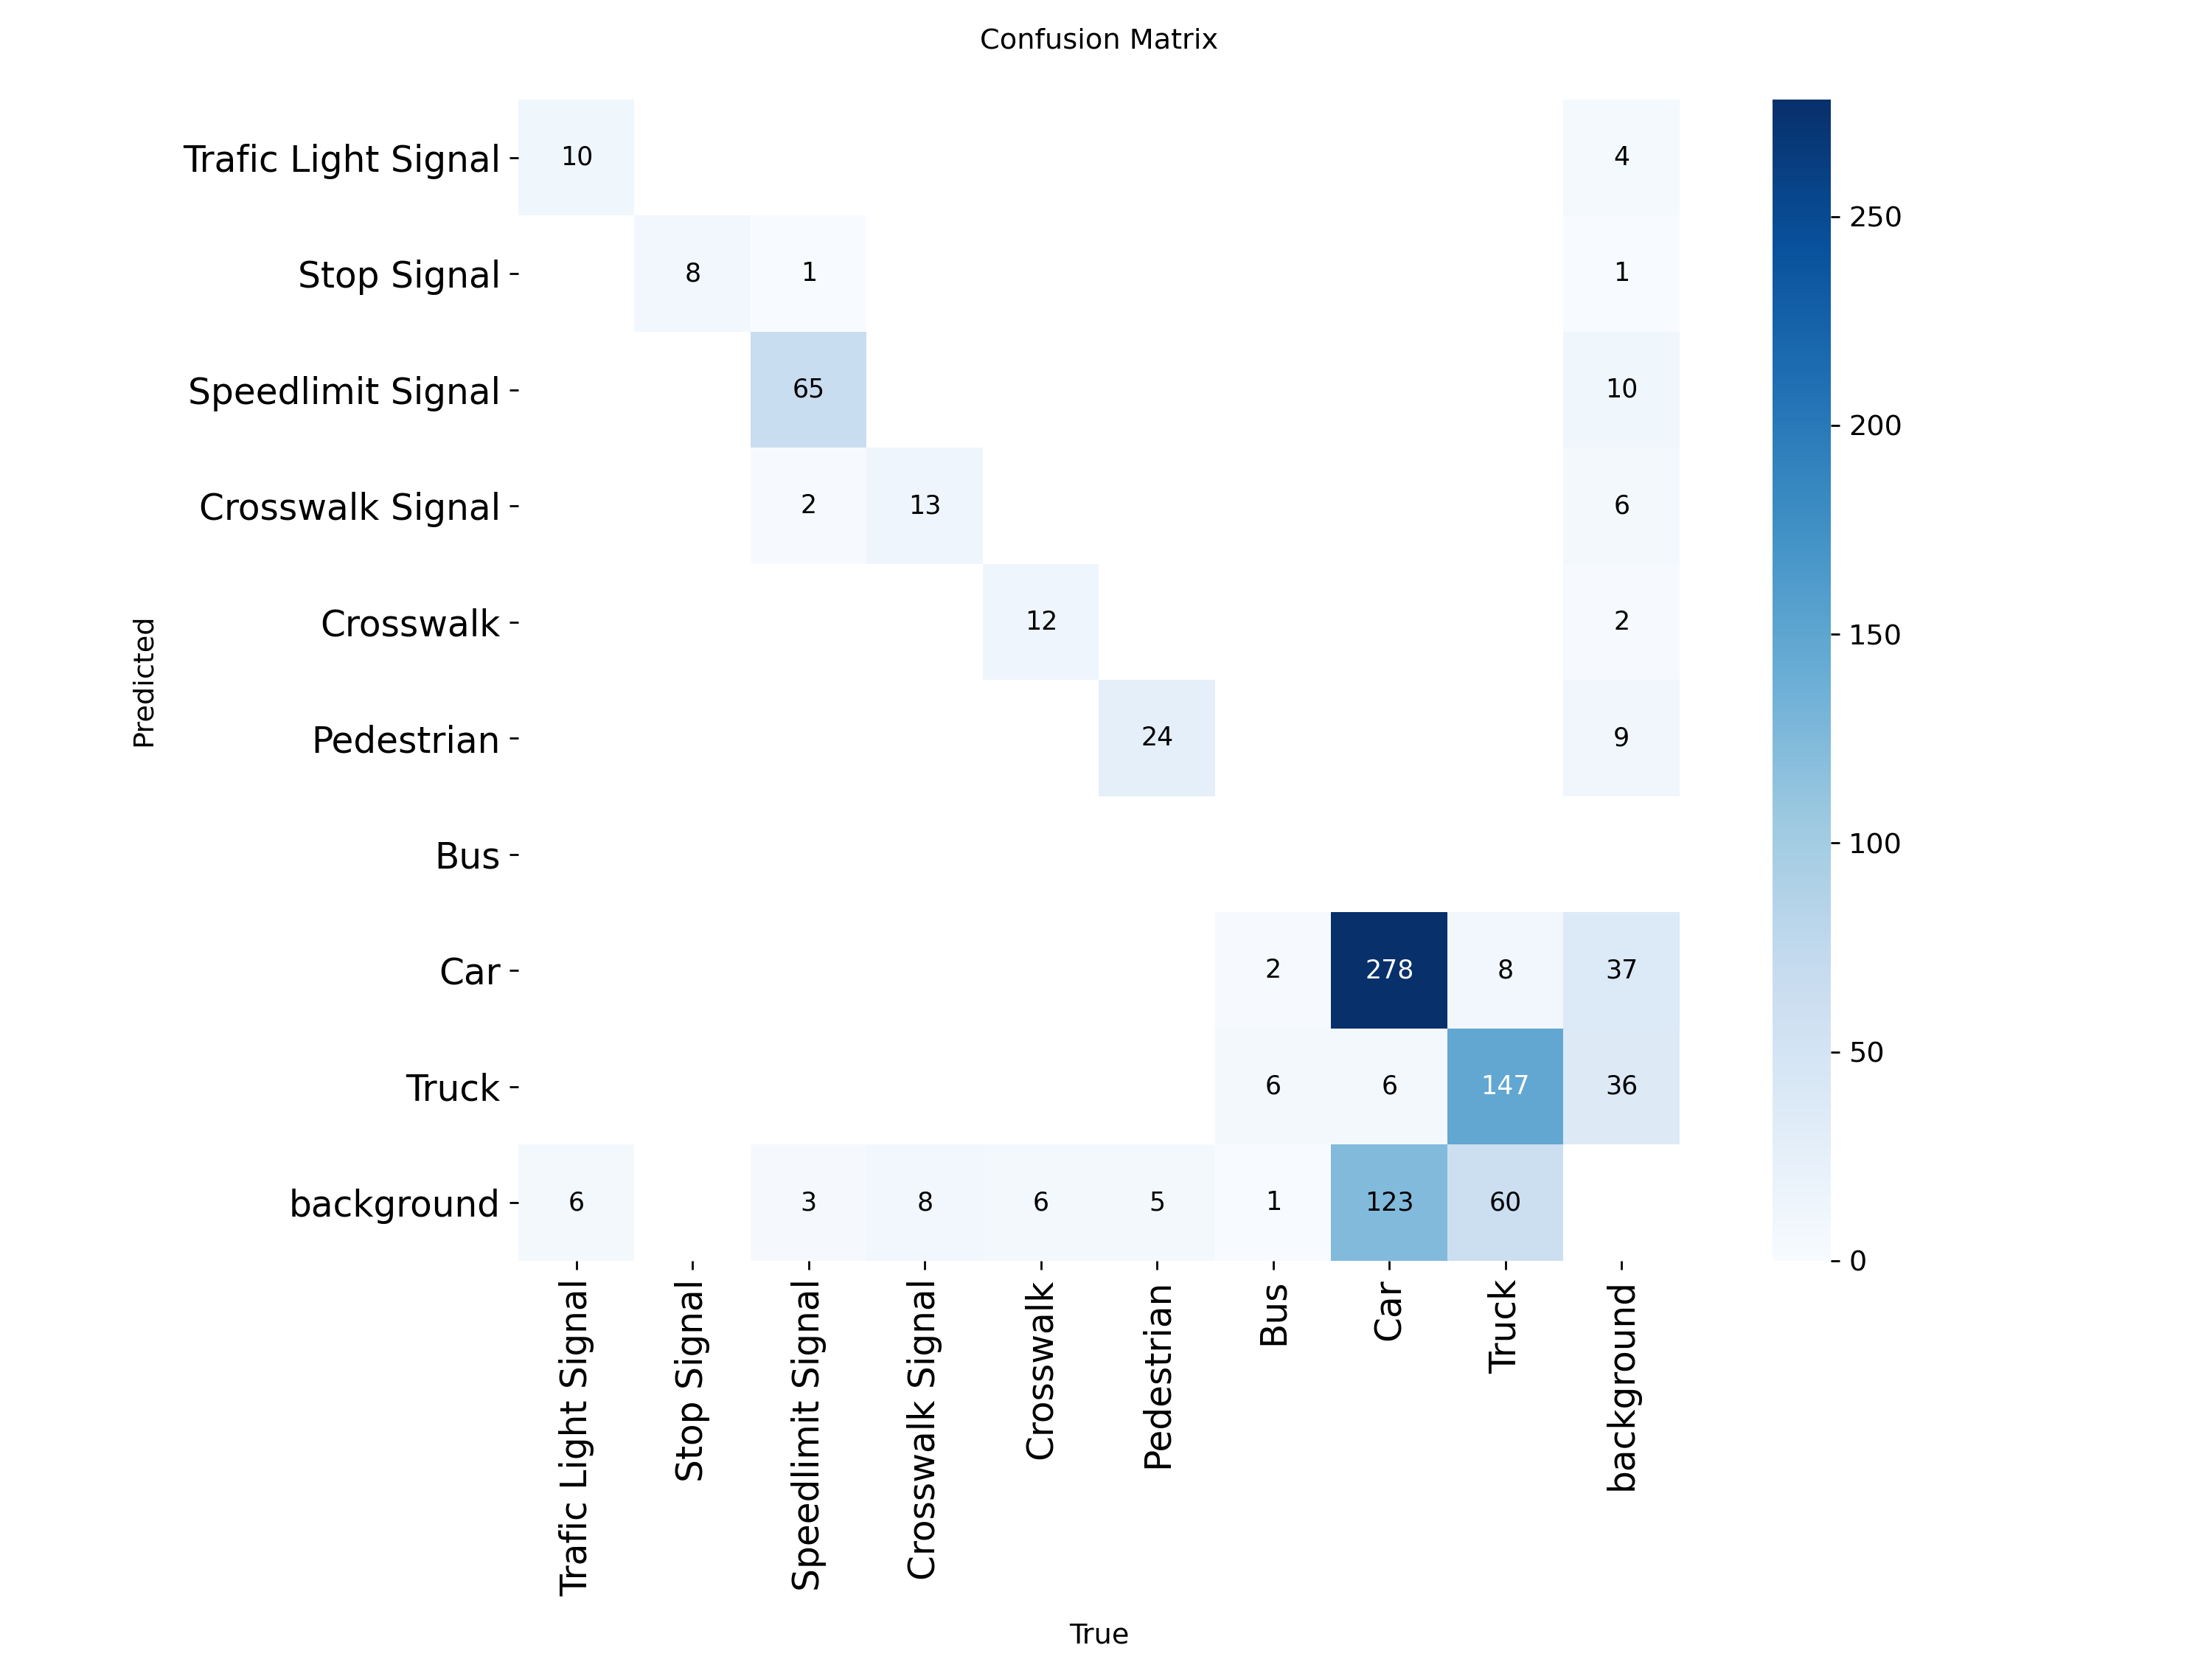 Confusion Matrix
Trafic Light Signal 10 4
Stop Signal 8 1 1
Speedlimit Signal 65 10
Crosswalk Signal 2 13 6
Crosswalk 12 2
Pedestrian 24 9
Bus
Car 2 278 8 37
Truck 6 6 147 36
background 6 3 8 6 5 1 123 60
Predicted
Trafic Light Signal
Stop Signal
Speedlimit Signal
Crosswalk Signal
Crosswalk
Pedestrian
Bus
Car
Truck
background
True
250
200
150
100
50
0